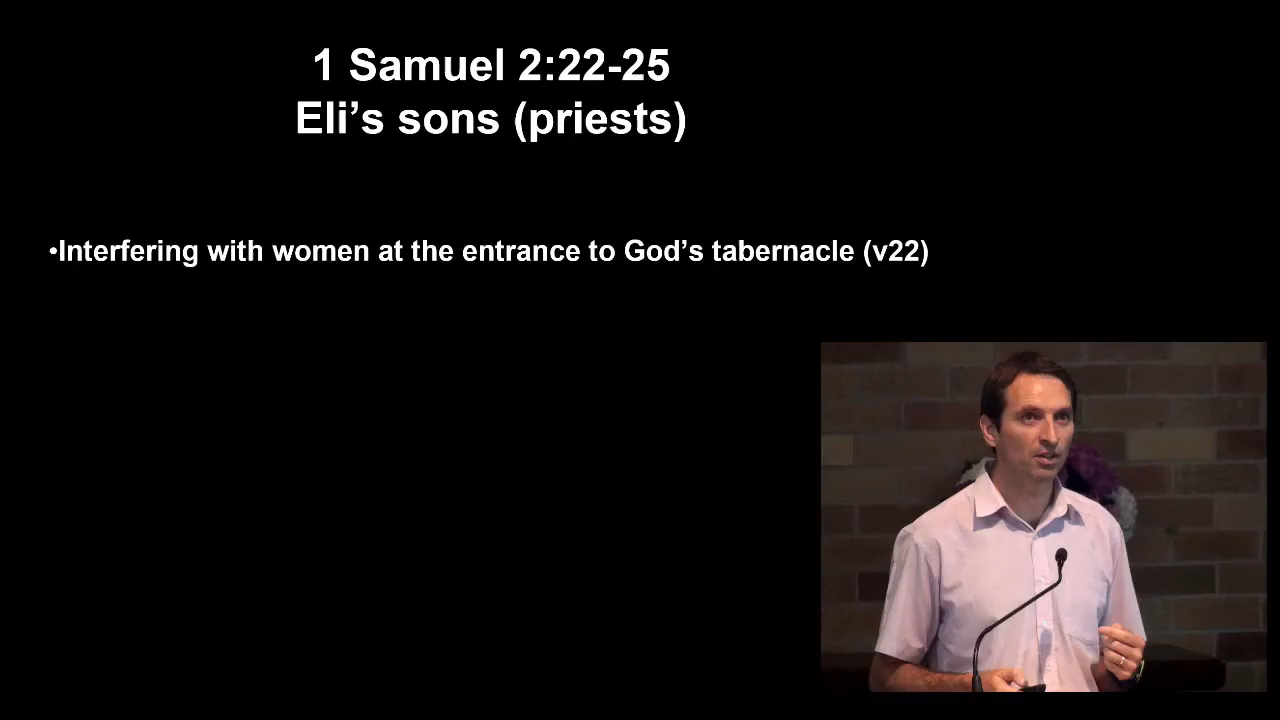 1 Samuel 2:22-25
Eli’s sons (priests)
•Interfering with women at the entrance to God’s tabernacle (v22)